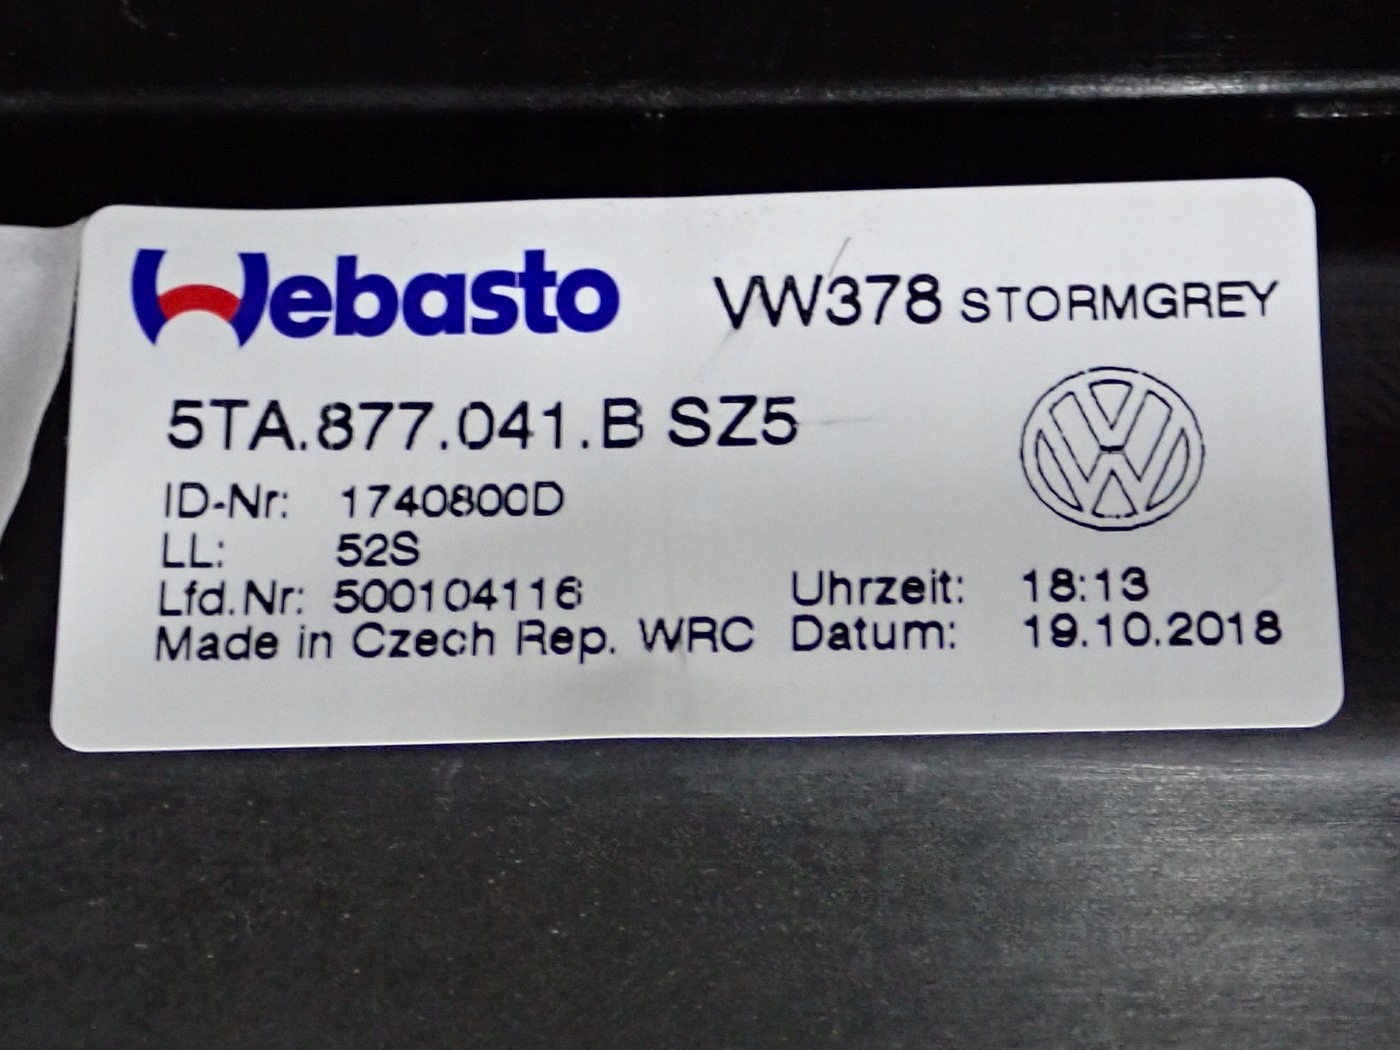 Webasto VW378 STORMGREY
5TA.877.041.B SZ5
ID-Nr: 1740800D
LL: 52S
Lfd.Nr: 500104116 Uhrzeit: 18:13
Made in Czech Rep. WRC Datum: 19.10.2018